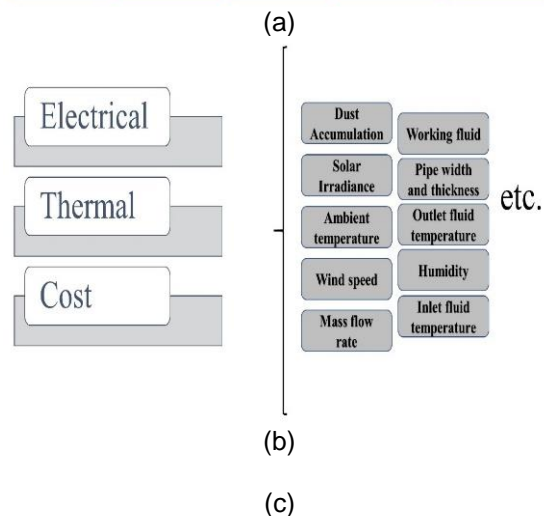 (a)
Electrical
Thermal
Cost
Dust
Accumulation
Solar
Irradiance
Ambient
temperature
Wind speed
Mass flow
rate
Working fluid
Pipe width
and thickness
Outlet fluid
temperature
Humidity
Inlet fluid
temperature
etc.
(b)
(c)